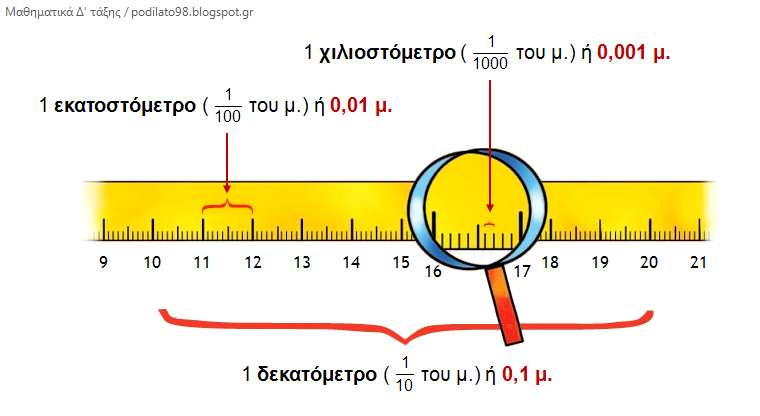 Μαθηματικά Δ' τάξης / podilato98.blogspot.gr
1 χιλιοστόμετρο ( 1/1000 του μ.) ή 0,001 μ.
1 εκατοστόμετρο ( 1/100 του μ.) ή 0,01 μ.
9 10 11 12 13 14 15 16 17 18 19 20 21
1 δεκατόμετρο ( 1/10 του μ.) ή 0,1 μ.